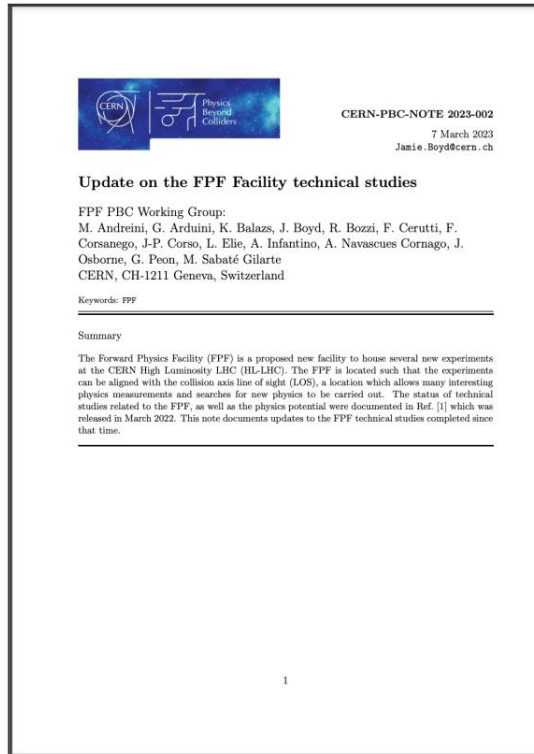 CERN
Physics
Beyond
Colliders
CERN-PBC-NOTE 2023-002
7 March 2023
Jamie.Boyd@cern.ch
Update on the FPF Facility technical studies
FPF PBC Working Group:
M. Andreini, G. Arduini, K. Balazs, J. Boyd, R. Bozzi, F. Cerutti, F.
Corsanego, J-P. Corso, L. Elie, A. Infantino, A. Navascues Cornago, J.
Osborne, G. Peon, M. Sabaté Gilarte
CERN, CH-1211 Geneva, Switzerland
Keywords: FPF
Summary
The Forward Physics Facility (FPF) is a proposed new facility to house several new experiments
at the CERN High Luminosity LHC (HL-LHC). The FPF is located such that the experiments
can be aligned with the collision axis line of sight (LOS), a location which allows many interesting
physics measurements and searches for new physics to be carried out. The status of technical
studies related to the FPF, as well as the physics potential were documented in Ref. [1] which was
released in March 2022. This note documents updates to the FPF technical studies completed since
that time.
1